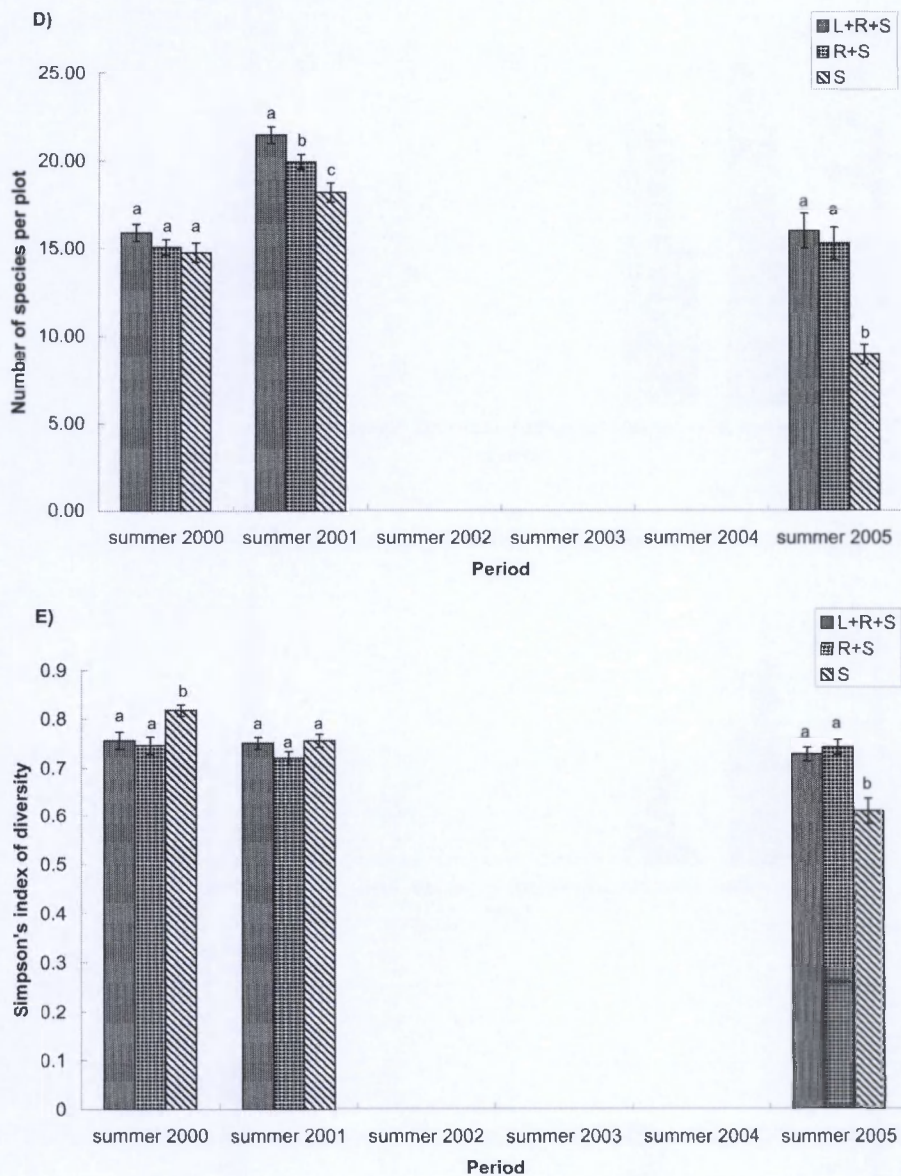 D)
L+R+S
R+S
S
25.00
20.00
15.00
10.00
5.00
0.00
Number of species per plot
a
a
a
a
b
c
a
a
b
summer 2000
summer 2001
summer 2002
summer 2003
summer 2004
summer 2005
Period
E)
L+R+S
R+S
S
0.9
0.8
0.7
0.6
0.5
0.4
0.3
0.2
0.1
0
Simpson's index of diversity
a
a
b
a
a
a
a
a
b
summer 2000
summer 2001
summer 2002
summer 2003
summer 2004
summer 2005
Period